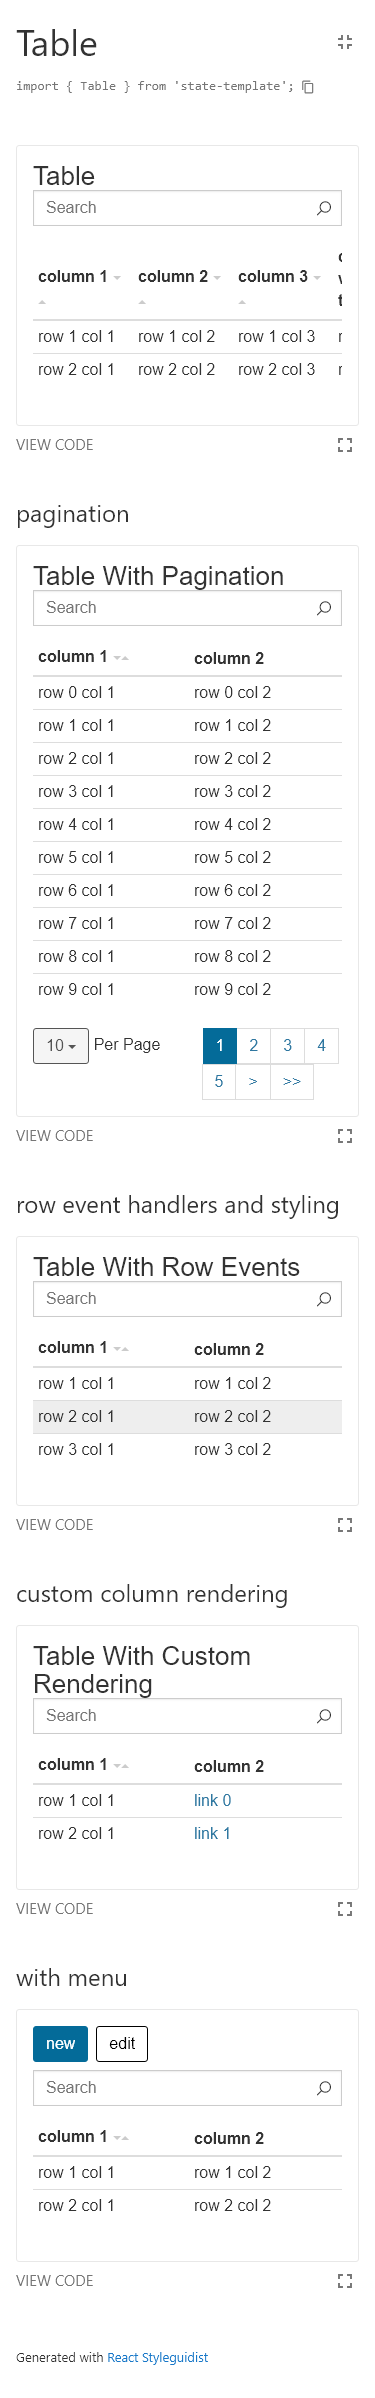 Table
import { Table } from 'state-template';
Table
Search
column 1 column 2 column 3
row 1 col 1 row 1 col 2 row 1 col 3
row 2 col 1 row 2 col 2 row 2 col 3
VIEW CODE
pagination
Table With Pagination
Search
column 1 column 2
row 0 col 1 row 0 col 2
row 1 col 1 row 1 col 2
row 2 col 1 row 2 col 2
row 3 col 1 row 3 col 2
row 4 col 1 row 4 col 2
row 5 col 1 row 5 col 2
row 6 col 1 row 6 col 2
row 7 col 1 row 7 col 2
row 8 col 1 row 8 col 2
row 9 col 1 row 9 col 2
10 Per Page 1 2 3 4
5 > >>
VIEW CODE
row event handlers and styling
Table With Row Events
Search
column 1 column 2
row 1 col 1 row 1 col 2
row 2 col 1 row 2 col 2
row 3 col 1 row 3 col 2
VIEW CODE
custom column rendering
Table With Custom
Rendering
Search
column 1 column 2
row 1 col 1 link 0
row 2 col 1 link 1
VIEW CODE
with menu
new edit
Search
column 1 column 2
row 1 col 1 row 1 col 2
row 2 col 1 row 2 col 2
VIEW CODE
Generated with React Styleguidist